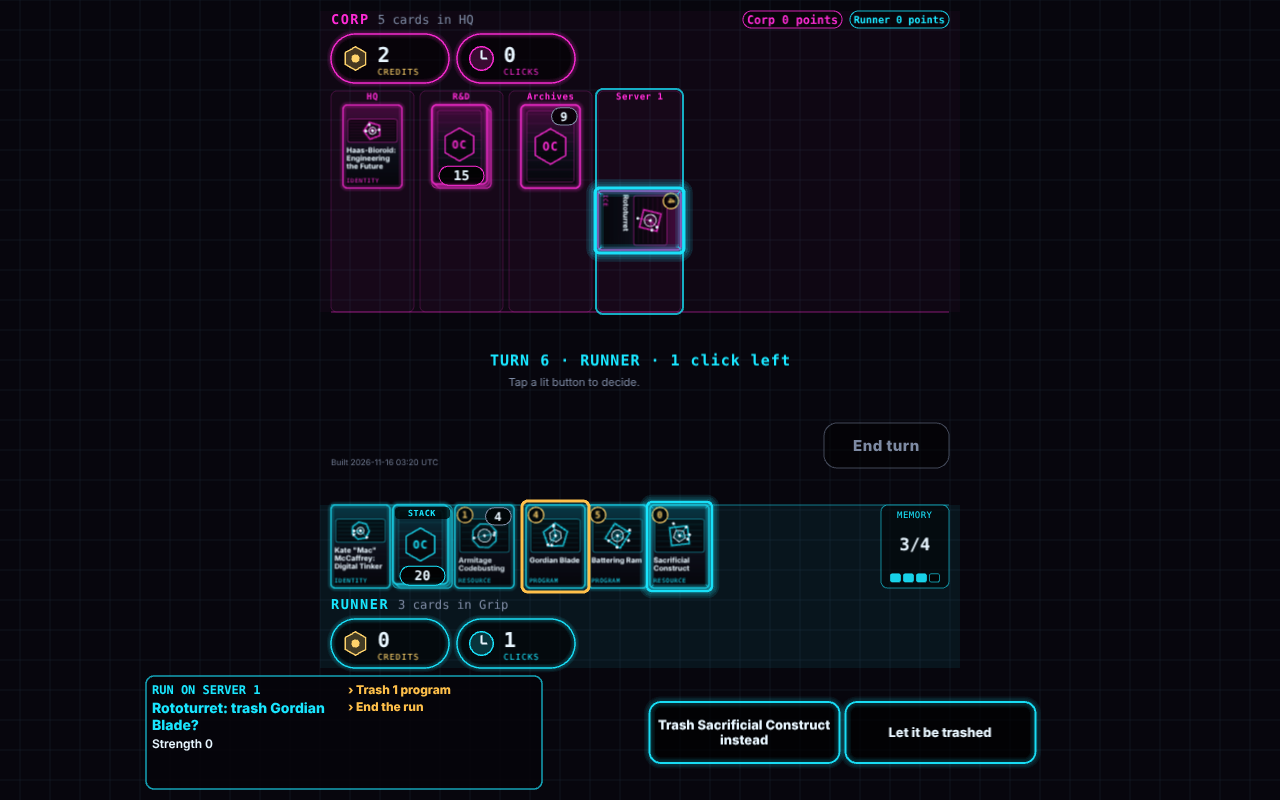 CORP 5 cards in HQ
Corp 0 points
Runner 0 points
2
CREDITS
0
CLICKS
HQ
R&D
Archives
Server 1
Haas-Bioroid:
Engineering
the Future
IDENTITY
OC
15
9
OC
4
Rototurret
ICE
TURN 6 · RUNNER · 1 click left
Tap a lit button to decide.
End turn
Built 2026-11-16 03:20 UTC
Kate "Mac"
McCaffrey:
Digital Tinker
IDENTITY
STACK
OC
20
1
4
Armitage
Codebusting
RESOURCE
4
Gordian Blade
PROGRAM
5
Battering Ram
PROGRAM
0
Sacrificial
Construct
RESOURCE
MEMORY
3/4
RUNNER 3 cards in Grip
0
CREDITS
1
CLICKS
RUN ON SERVER 1
Rototurret: trash Gordian
Blade?
Strength 0
› Trash 1 program
› End the run
Trash Sacrificial Construct
instead
Let it be trashed